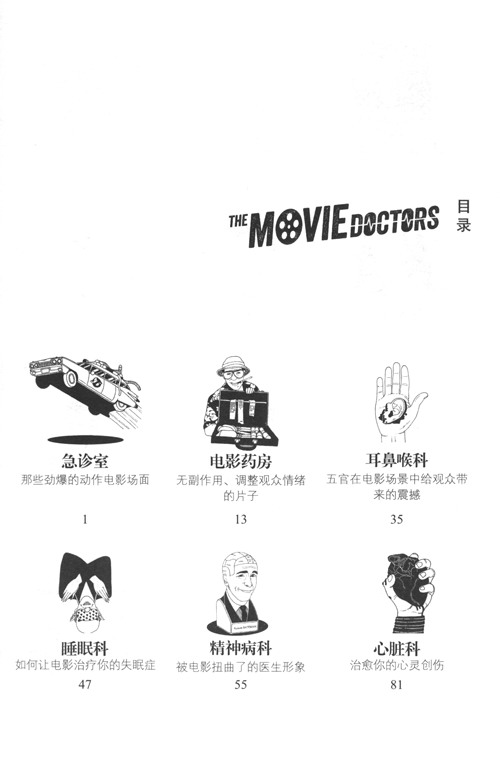 THE MOVIE DOCTORS
目录
急诊室
那些劲爆的动作电影场面
1
电影药房
无副作用、调整观众情绪
的片子
13
耳鼻喉科
五官在电影场景中给观众带
来的震撼
35
睡眠科
如何让电影治疗你的失眠症
47
精神病科
被电影扭曲了的医生形象
55
心脏科
治愈你的心灵创伤
81